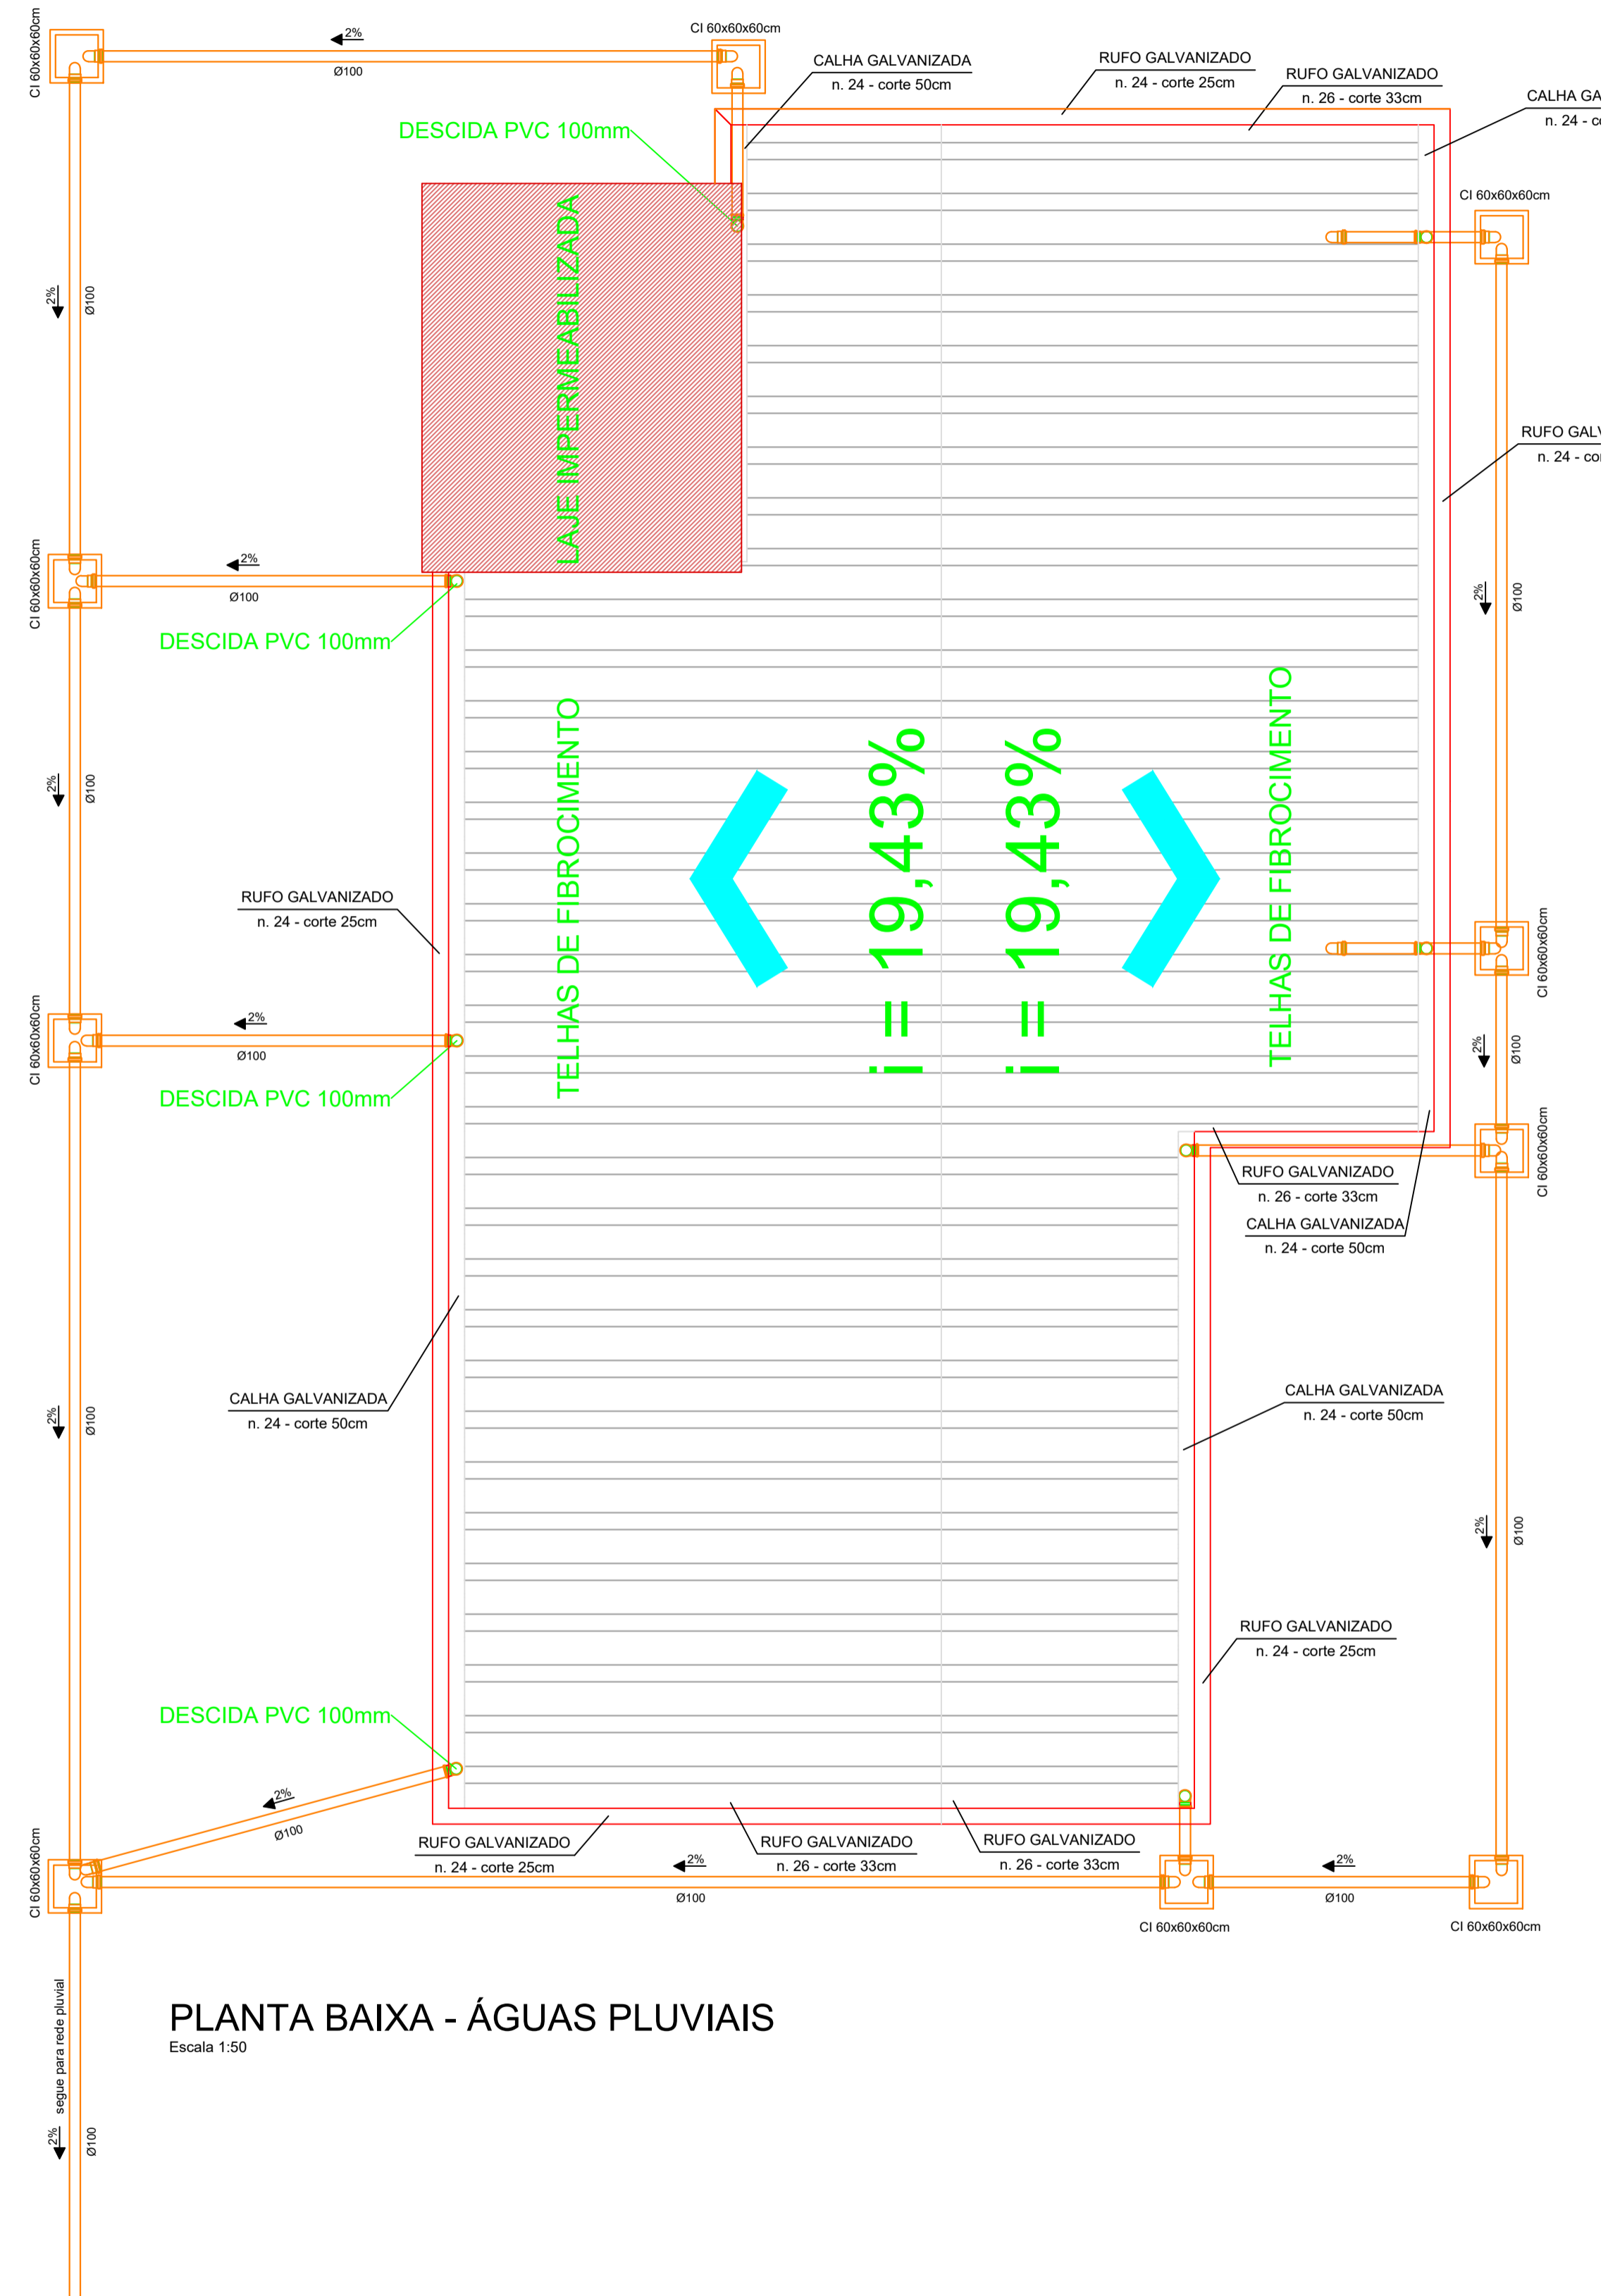 CI 60x60x60cm
2%
Ø100
CI 60x60x60cm
CALHA GALVANIZADA
n. 24 - corte 50cm
RUFO GALVANIZADO
n. 24 - corte 25cm
RUFO GALVANIZADO
n. 26 - corte 33cm
CALHA GA
n. 24 - c
DESCIDA PVC 100mm
CI 60x60x60cm
LAJE IMPERMEABILIZADA
2%
Ø100
RUFO GAL
n. 24 - co
CI 60x60x60cm
2%
Ø100
DESCIDA PVC 100mm
2%
Ø100
2%
Ø100
TELHAS DE FIBROCIMENTO
i = 19,43%
i = 19,43%
TELHAS DE FIBROCIMENTO
RUFO GALVANIZADO
n. 24 - corte 25cm
CI 60x60x60cm
CI 60x60x60cm
2%
Ø100
DESCIDA PVC 100mm
2%
Ø100
CI 60x60x60cm
RUFO GALVANIZADO
n. 26 - corte 33cm
CALHA GALVANIZADA
n. 24 - corte 50cm
CALHA GALVANIZADA
n. 24 - corte 50cm
2%
Ø100
CALHA GALVANIZADA
n. 24 - corte 50cm
2%
Ø100
RUFO GALVANIZADO
n. 24 - corte 25cm
DESCIDA PVC 100mm
2%
Ø100
CI 60x60x60cm
RUFO GALVANIZADO
n. 24 - corte 25cm
RUFO GALVANIZADO
n. 26 - corte 33cm
RUFO GALVANIZADO
n. 26 - corte 33cm
2%
Ø100
2%
Ø100
CI 60x60x60cm
CI 60x60x60cm
segue para rede pluvial
2%
Ø100
PLANTA BAIXA - ÁGUAS PLUVIAIS
Escala 1:50